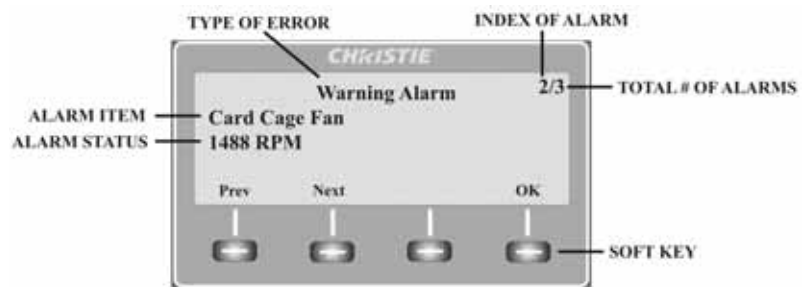 TYPE OF ERROR
INDEX OF ALARM
CHRISTIE
Warning Alarm
2/3
TOTAL # OF ALARMS
ALARM ITEM
Card Cage Fan
ALARM STATUS
1488 RPM
Prev
Next
OK
SOFT KEY